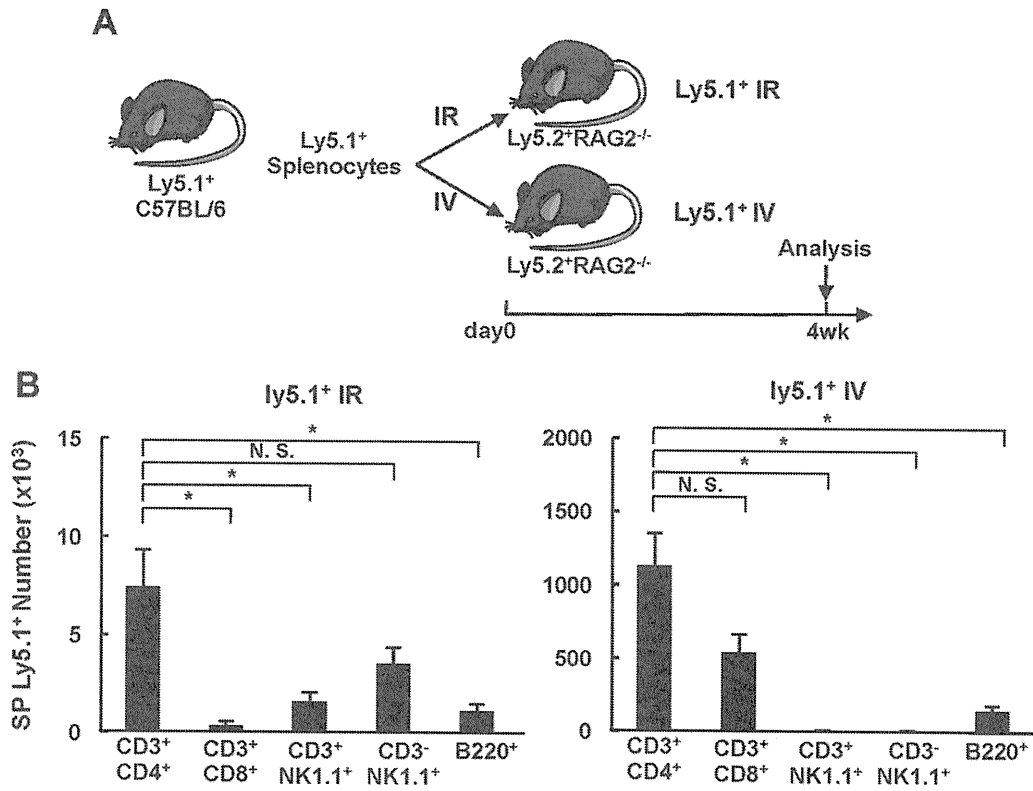 A
Ly5.1⁺
C57BL/6
Ly5.1⁺
Splenocytes
IR
IV
Ly5.2⁺RAG2⁻/⁻
Ly5.1⁺ IR
Ly5.2⁺RAG2⁻/⁻
Ly5.1⁺ IV
Analysis
day0
4wk
B
ly5.1⁺ IR
SP Ly5.1⁺ Number (x10³)
15
10
5
0
*
N. S.
*
*
CD3⁺
CD4⁺
CD3⁺
CD8⁺
CD3⁺
NK1.1⁺
CD3⁻
NK1.1⁺
B220⁺
ly5.1⁺ IV
2000
1500
1000
500
0
*
*
*
N. S.
CD3⁺
CD4⁺
CD3⁺
CD8⁺
CD3⁺
NK1.1⁺
CD3⁻
NK1.1⁺
B220⁺